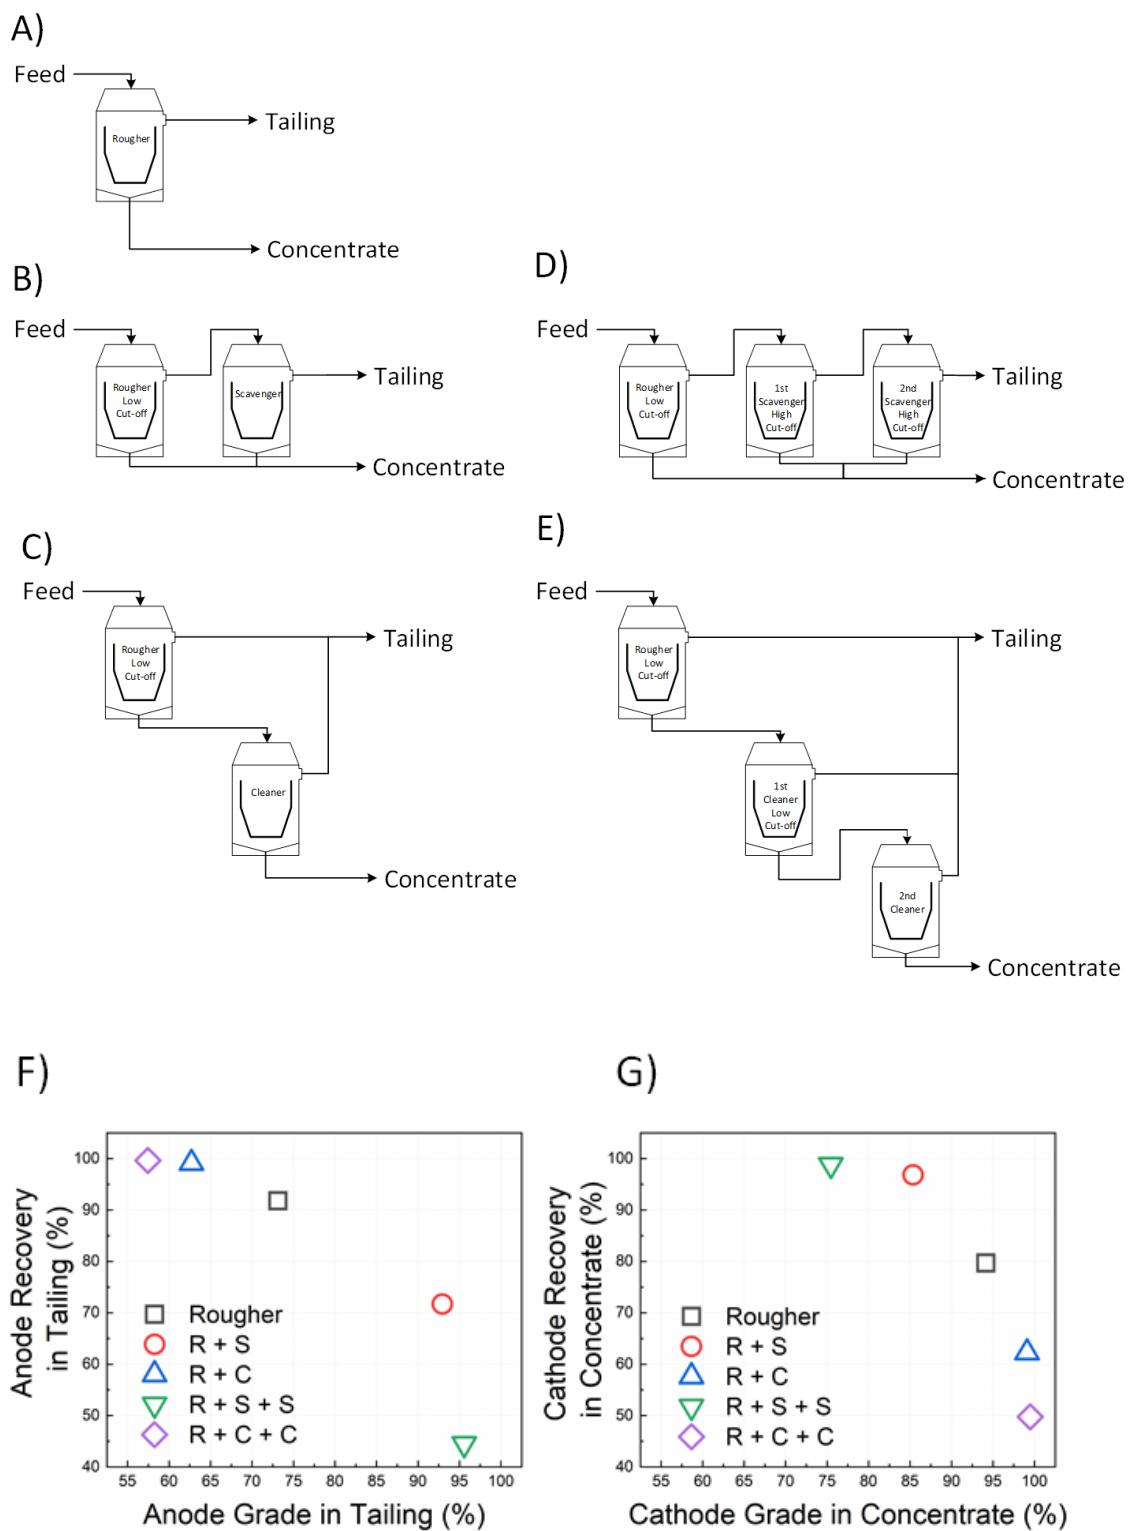 A)
Feed
Rougher
Tailing
Concentrate
B)
Feed
Rougher
Low
Cut-off
Scavenger
Tailing
Concentrate
D)
Feed
Rougher
Low
Cut-off
1st
Scavenger
High
Cut-off
2nd
Scavenger
High
Cut-off
Tailing
Concentrate
C)
Feed
Rougher
Low
Cut-off
Tailing
Cleaner
Concentrate
E)
Feed
Rougher
Low
Cut-off
Tailing
1st
Cleaner
Low
Cut-off
2nd
Cleaner
Concentrate
F)
Anode Recovery
in Tailing (%)
100
90
80
70
60
50
40
Rougher
R + S
R + C
R + S + S
R + C + C
55 60 65 70 75 80 85 90 95 100
Anode Grade in Tailing (%)
G)
Cathode Recovery
in Concentrate (%)
100
90
80
70
60
50
40
Rougher
R + S
R + C
R + S + S
R + C + C
55 60 65 70 75 80 85 90 95 100
Cathode Grade in Concentrate (%)